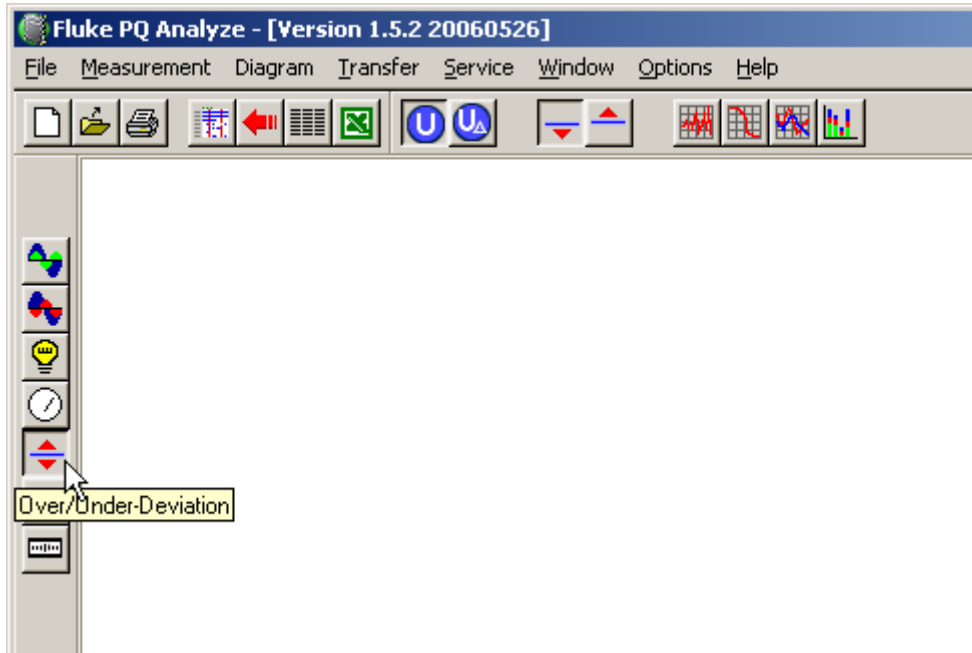 Fluke PQ Analyze - [Version 1.5.2 20060526]
File Measurement Diagram Transfer Service Window Options Help
U U△
Over/Under-Deviation